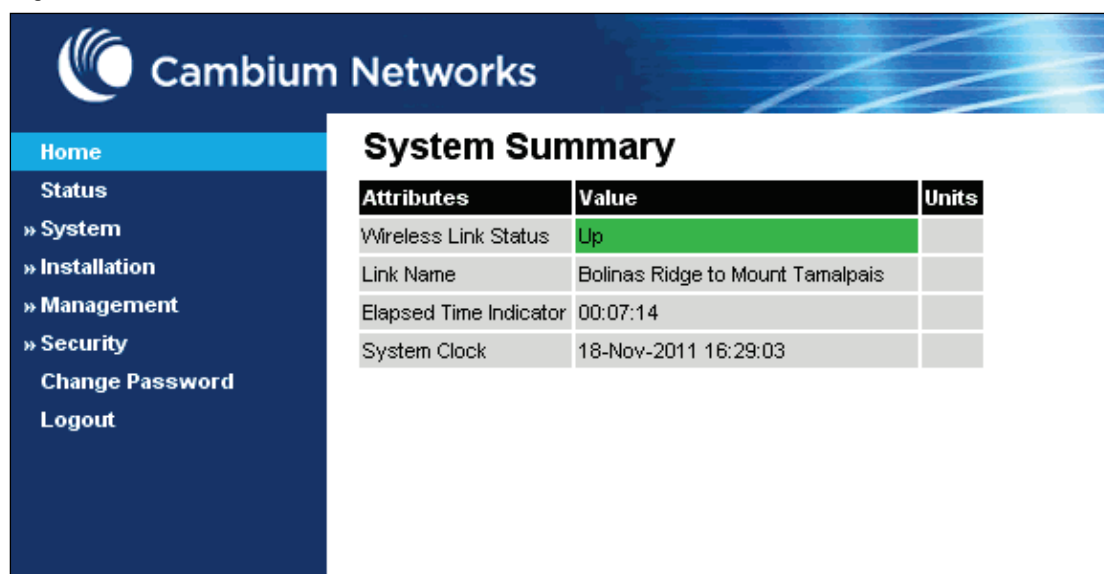 Cambium Networks
Home
Status
» System
» Installation
» Management
» Security
Change Password
Logout
System Summary
Attributes Value Units
Wireless Link Status Up
Link Name Bolinas Ridge to Mount Tamalpais
Elapsed Time Indicator 00:07:14
System Clock 18-Nov-2011 16:29:03